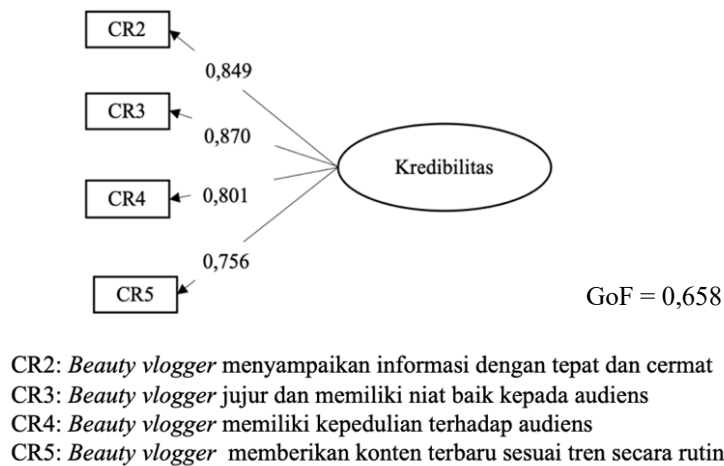 CR2
0,849
CR3
0,870
Kredibilitas
CR4
0,801
0,756
CR5
GoF = 0,658
CR2: Beauty vlogger menyampaikan informasi dengan tepat dan cermat
CR3: Beauty vlogger jujur dan memiliki niat baik kepada audiens
CR4: Beauty vlogger memiliki kepedulian terhadap audiens
CR5: Beauty vlogger memberikan konten terbaru sesuai tren secara rutin